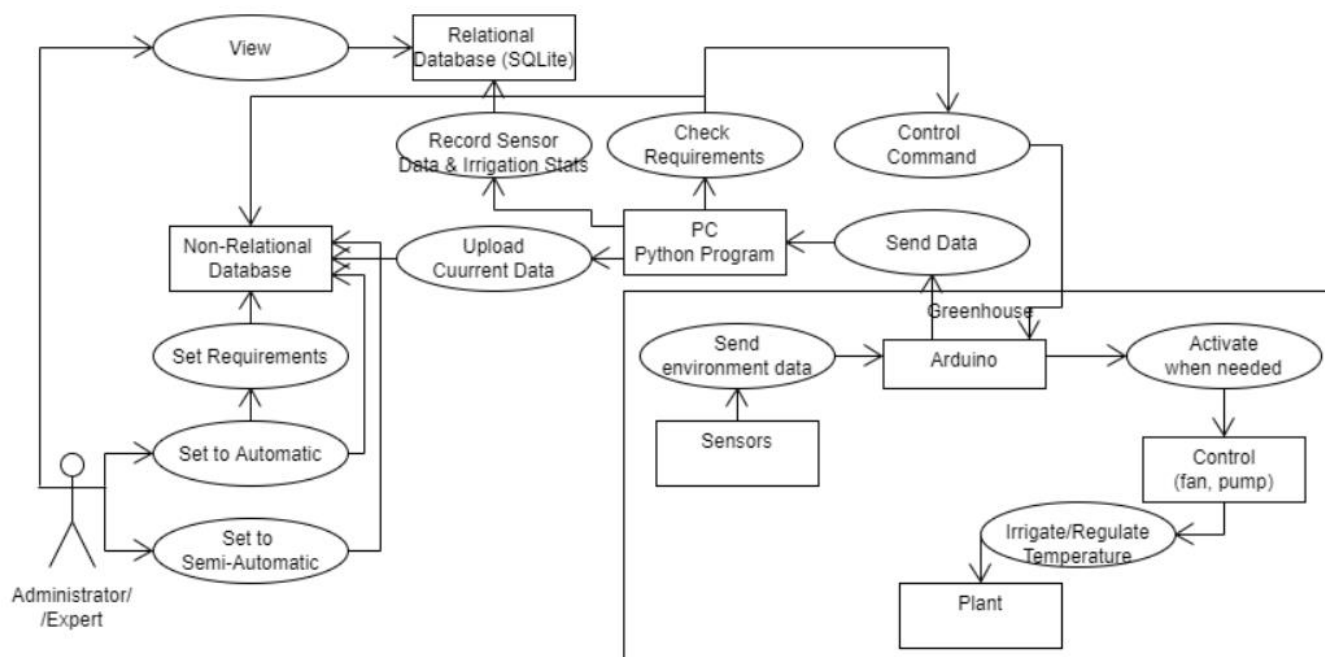 View
Relational
Database (SQLite)
Record Sensor
Data & Irrigation Stats
Check
Requirements
Control
Command
Non-Relational
Database
Upload
Cuurrent Data
PC
Python Program
Send Data
Greenhouse
Set Requirements
Send
environment data
Arduino
Activate
when needed
Sensors
Set to Automatic
Control
(fan, pump)
Set to
Semi-Automatic
Irrigate/Regulate
Temperature
Administrator/
/Expert
Plant